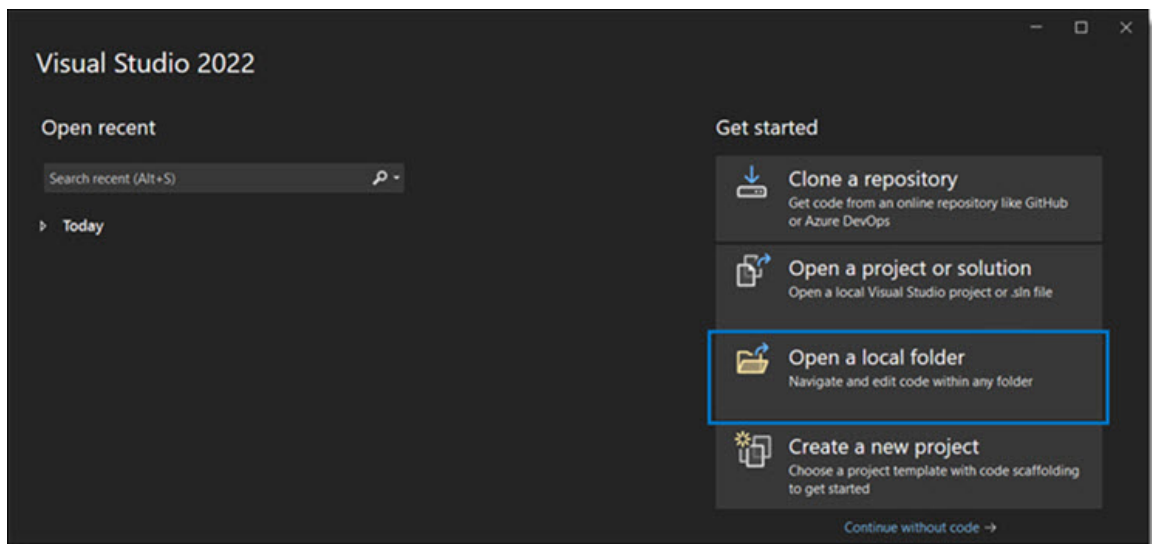 Visual Studio 2022
Open recent
Search recent (Alt+S)
Today
Get started
Clone a repository
Get code from an online repository like GitHub
or Azure DevOps
Open a project or solution
Open a local Visual Studio project or .sln file
Open a local folder
Navigate and edit code within any folder
Create a new project
Choose a project template with code scaffolding
to get started
Continue without code →